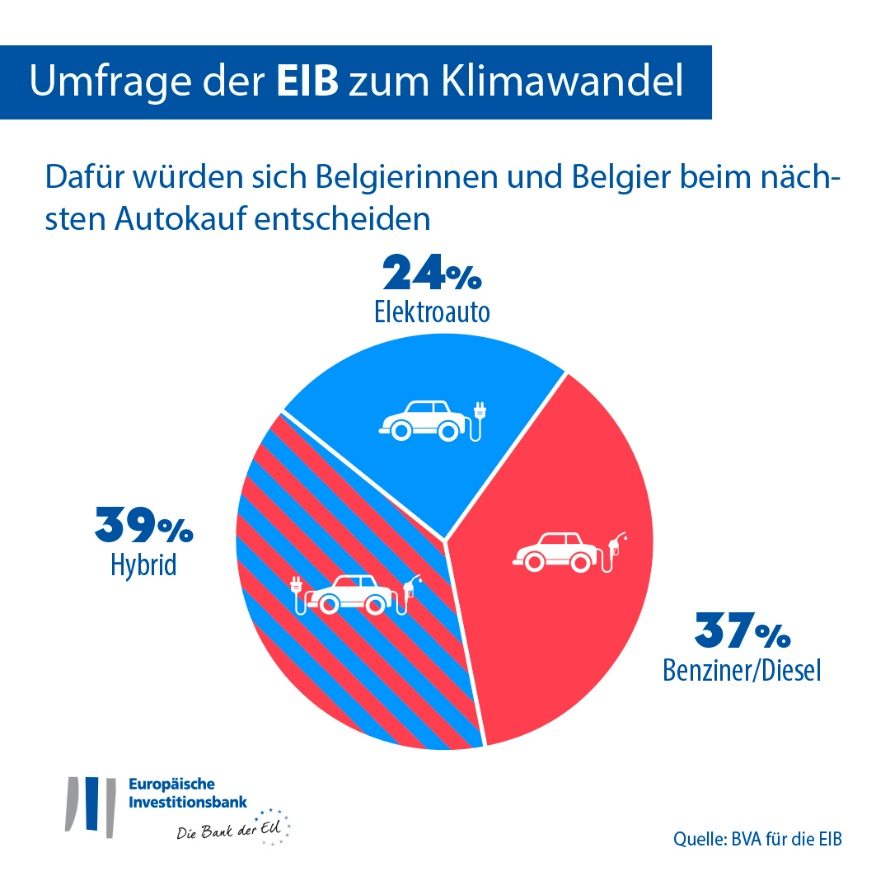 Umfrage der EIB zum Klimawandel
Dafür würden sich Belgierinnen und Belgier beim näch-
sten Autokauf entscheiden
24%
Elektroauto
39%
Hybrid
37%
Benziner/Diesel
Europäische
Investitionsbank
Die Bank der EU
Quelle: BVA für die EIB